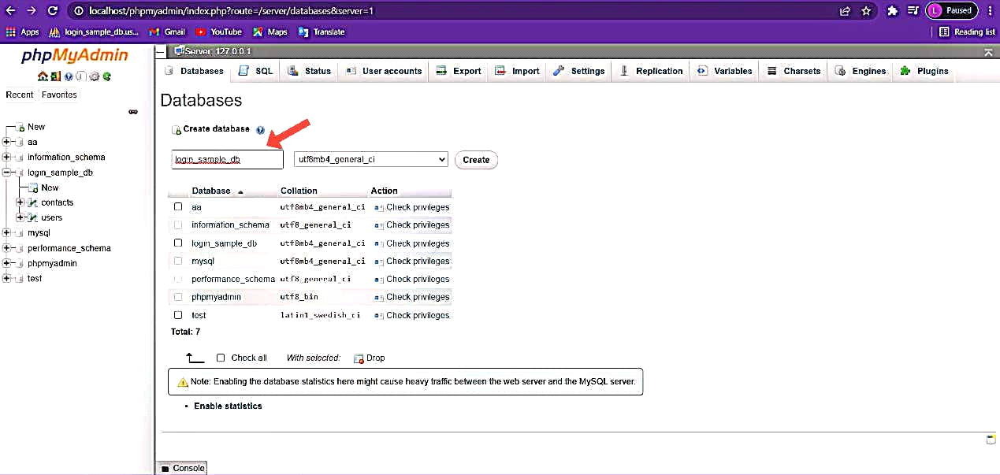 localhost/phpmyadmin/index.php?route=/server/databases&server=1
L Paused
Apps login_sample_db.us... Gmail YouTube Maps Translate Reading list
phpMyAdmin
Recent Favorites
New
aa
information_schema
login_sample_db
New
contacts
users
mysql
performance_schema
phpmyadmin
test
Server: 127.0.0.1
Databases SQL Status User accounts Export Import Settings Replication Variables Charsets Engines Plugins
Databases
Create database
login_sample_db utf8mb4_general_ci Create
Database Collation Action
aa utf8mb4_general_ci Check privileges
information_schema utf8_general_ci Check privileges
login_sample_db utf8mb4_general_ci Check privileges
mysql utf8mb4_general_ci Check privileges
performance_schema utf8_general_ci Check privileges
phpmyadmin utf8_bin Check privileges
test latin1_swedish_ci Check privileges
Total: 7
Check all With selected: Drop
Note: Enabling the database statistics here might cause heavy traffic between the web server and the MySQL server.
• Enable statistics
Console